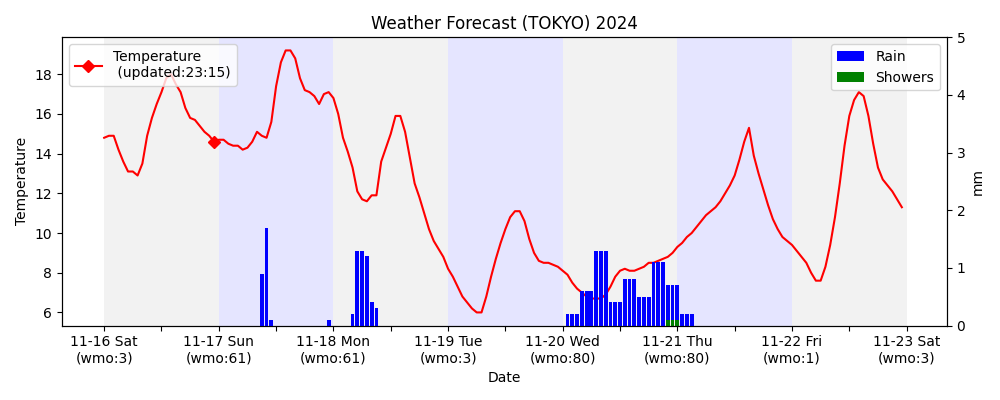 Weather Forecast (TOKYO) 2024
Temperature
(updated:23:15)
Rain
Showers
Temperature
18
16
14
12
10
8
6
5
4
3
2
1
0
mm
11-16 Sat
(wmo:3)
11-17 Sun
(wmo:61)
11-18 Mon
(wmo:61)
11-19 Tue
(wmo:3)
11-20 Wed
(wmo:80)
11-21 Thu
(wmo:80)
11-22 Fri
(wmo:1)
11-23 Sat
(wmo:3)
Date